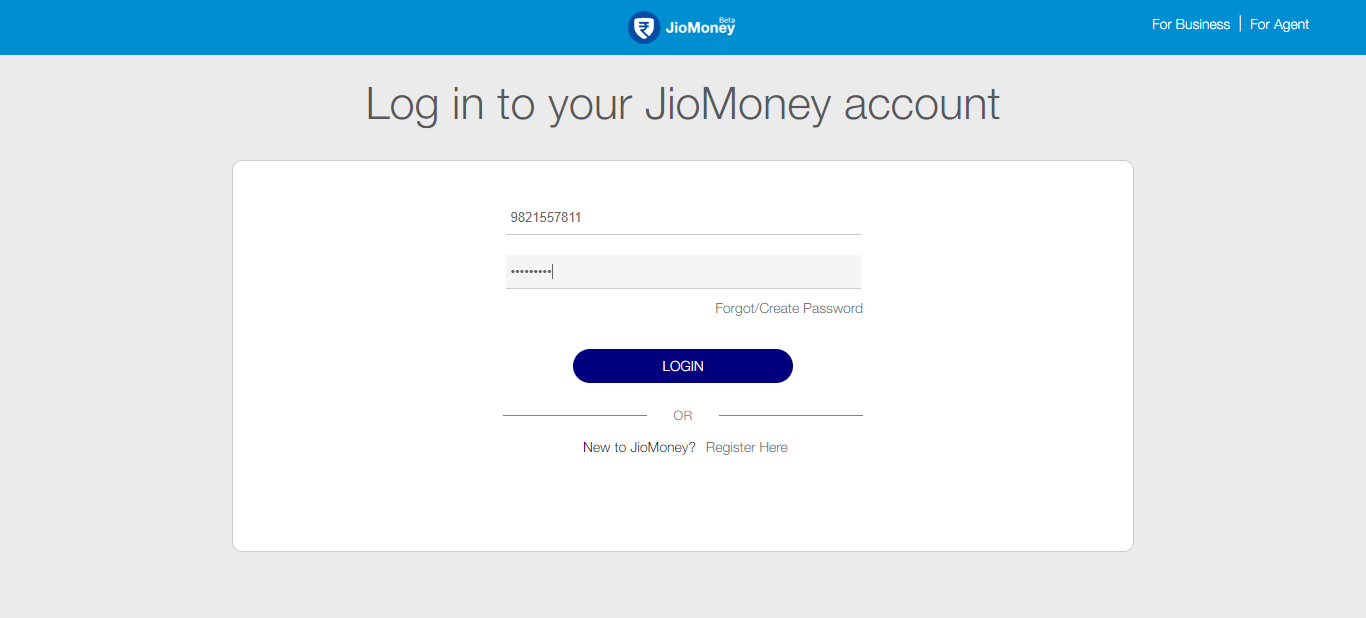 Beta
JioMoney
For Business | For Agent
Log in to your JioMoney account
9821557811
•••••••••
Forgot/Create Password
LOGIN
OR
New to JioMoney? Register Here